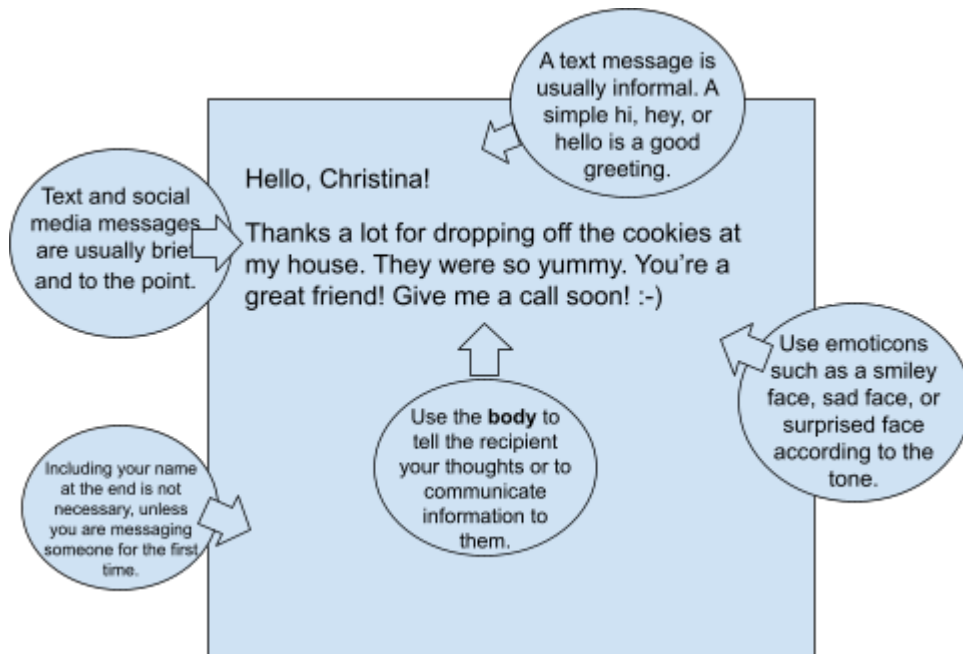 A text message is
usually informal. A
simple hi, hey, or
hello is a good
greeting.
Hello, Christina!
Text and social
media messages
are usually brief
and to the point.
Thanks a lot for dropping off the cookies at
my house. They were so yummy. You're a
great friend! Give me a call soon! :-)
Use emoticons
such as a smiley
face, sad face, or
surprised face
according to the
tone.
Use the body to
tell the recipient
your thoughts or to
communicate
information to
them.
Including your name
at the end is not
necessary, unless
you are messaging
someone for the first
time.